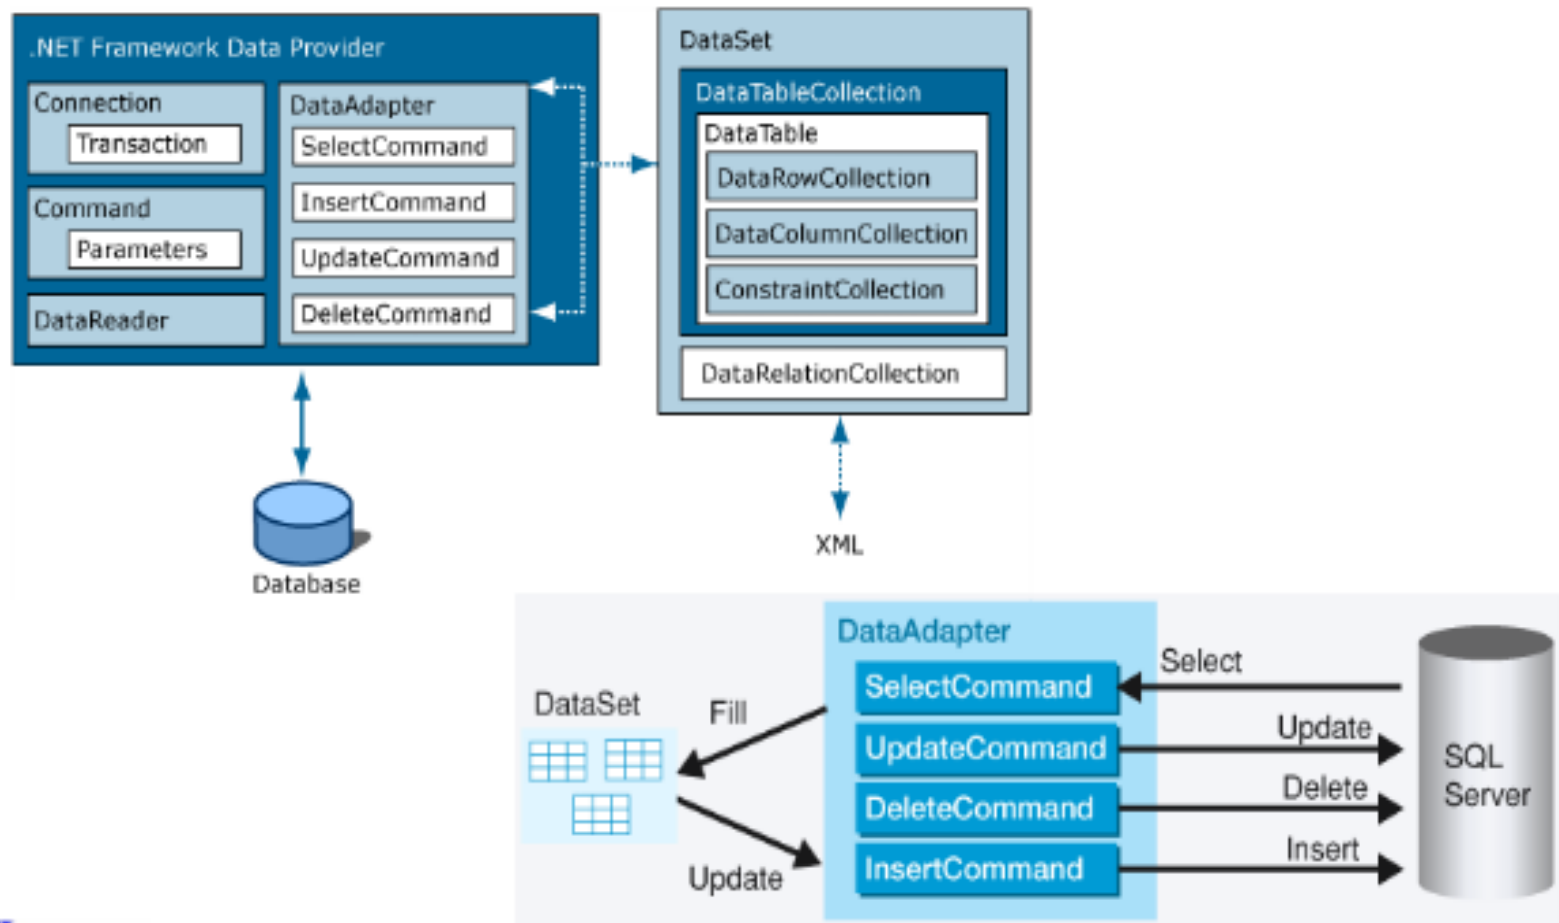 .NET Framework Data Provider
Connection
Transaction
Command
Parameters
DataReader
DataAdapter
SelectCommand
InsertCommand
UpdateCommand
DeleteCommand
Database
DataSet
DataTableCollection
DataTable
DataRowCollection
DataColumnCollection
ConstraintCollection
DataRelationCollection
XML
DataSet
Fill
Update
DataAdapter
SelectCommand
UpdateCommand
DeleteCommand
InsertCommand
Select
Update
Delete
Insert
SQL
Server